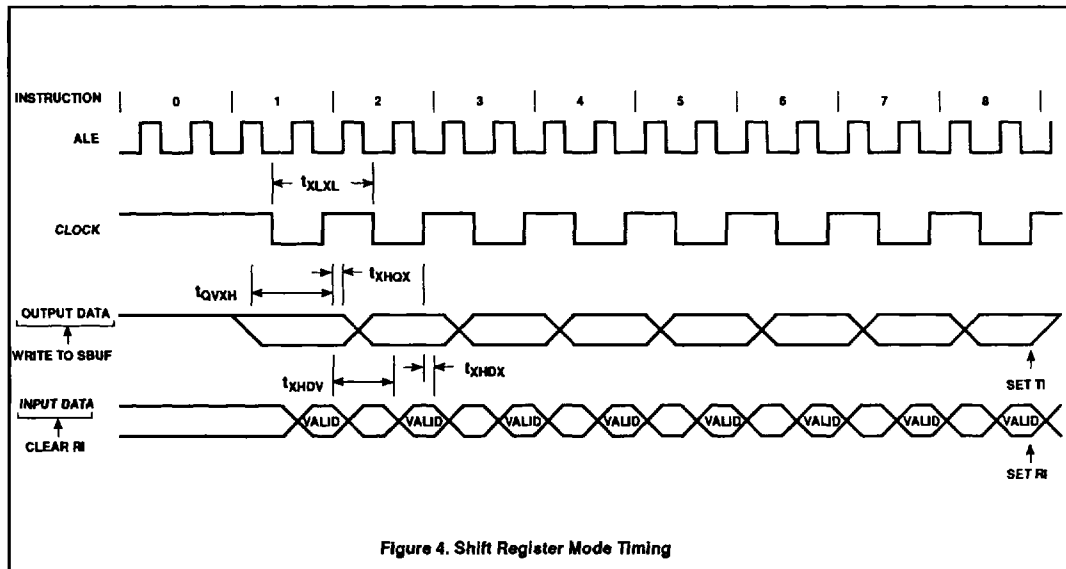 INSTRUCTION 0 1 2 3 4 5 6 7 8
ALE
tXLXL
CLOCK
tXHQX
tQVXH
OUTPUT DATA
WRITE TO SBUF
SET TI
tXHDX
tXHDV
INPUT DATA
VALID VALID VALID VALID VALID VALID VALID VALID
CLEAR RI
SET RI
Figure 4. Shift Register Mode Timing